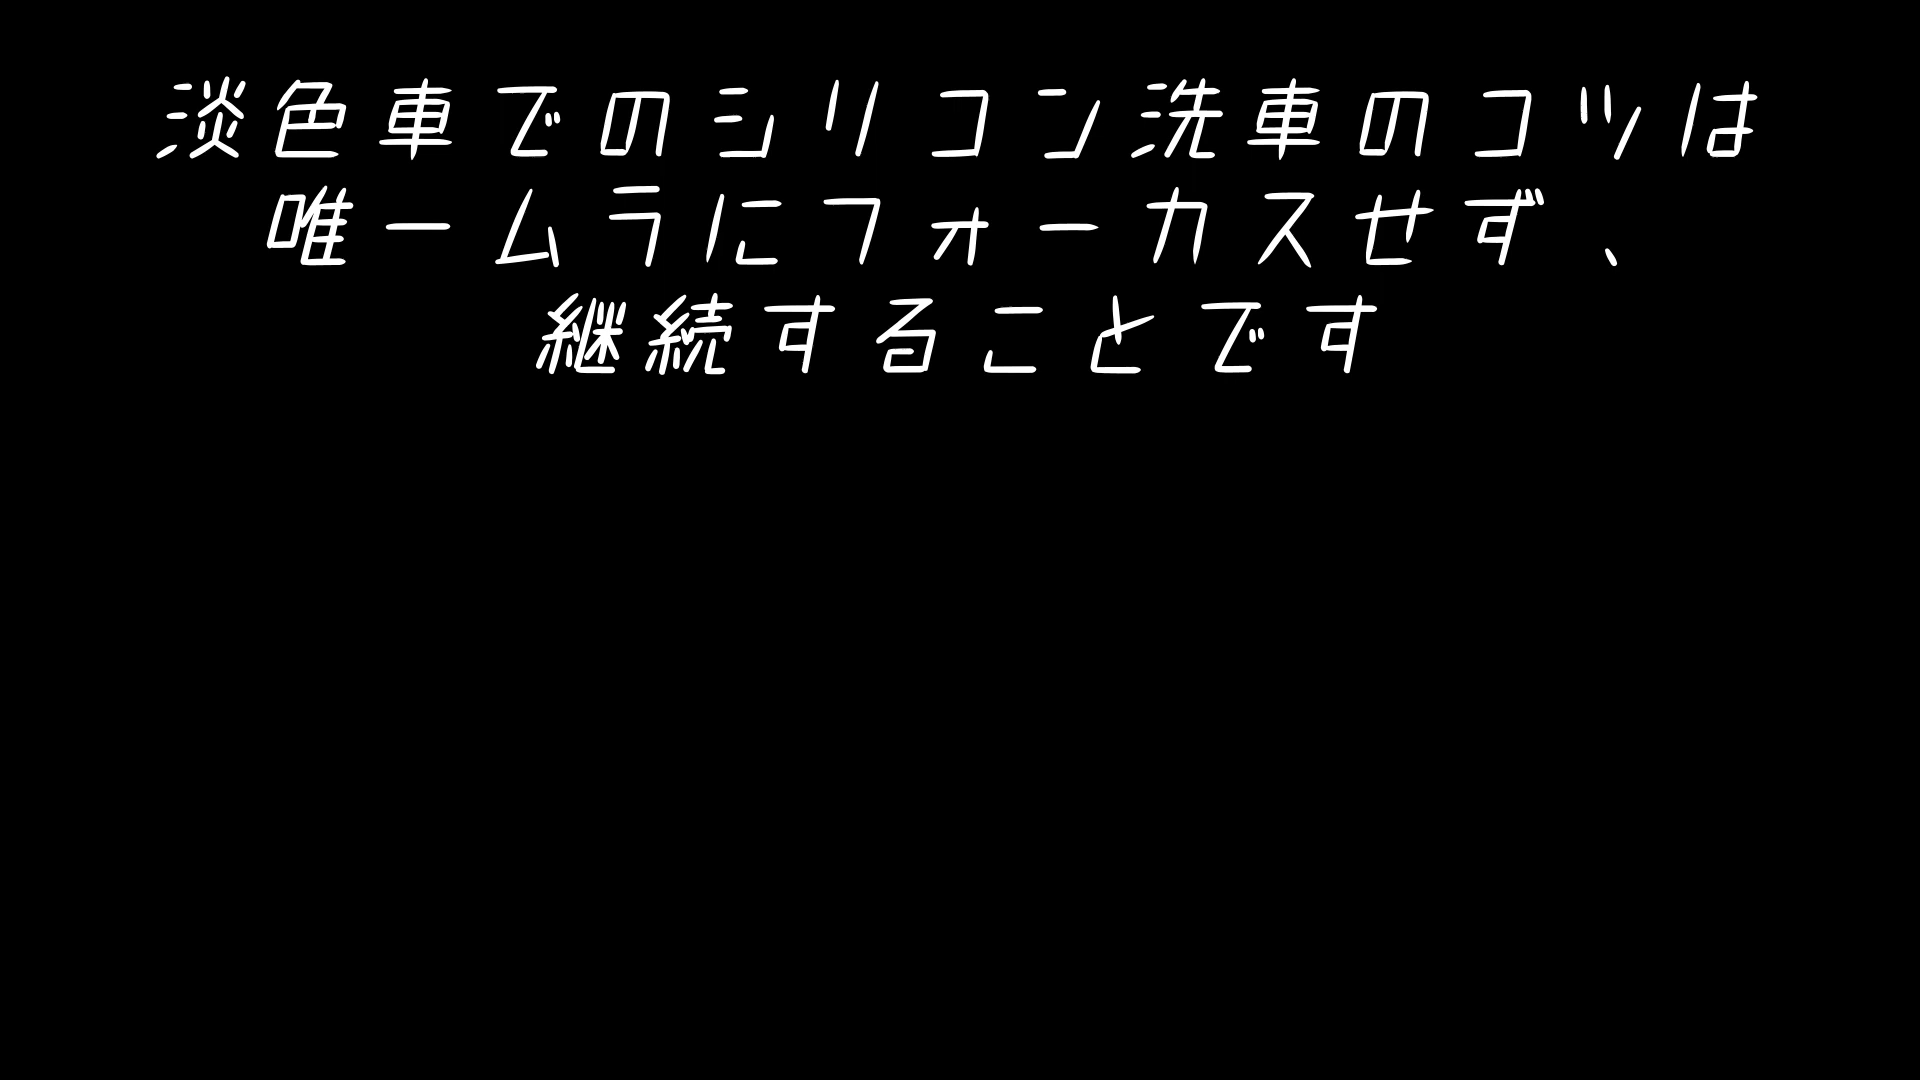 淡色車でのシリコン洗車のコツは
唯一ムラにフォーカスせず、
継続することです